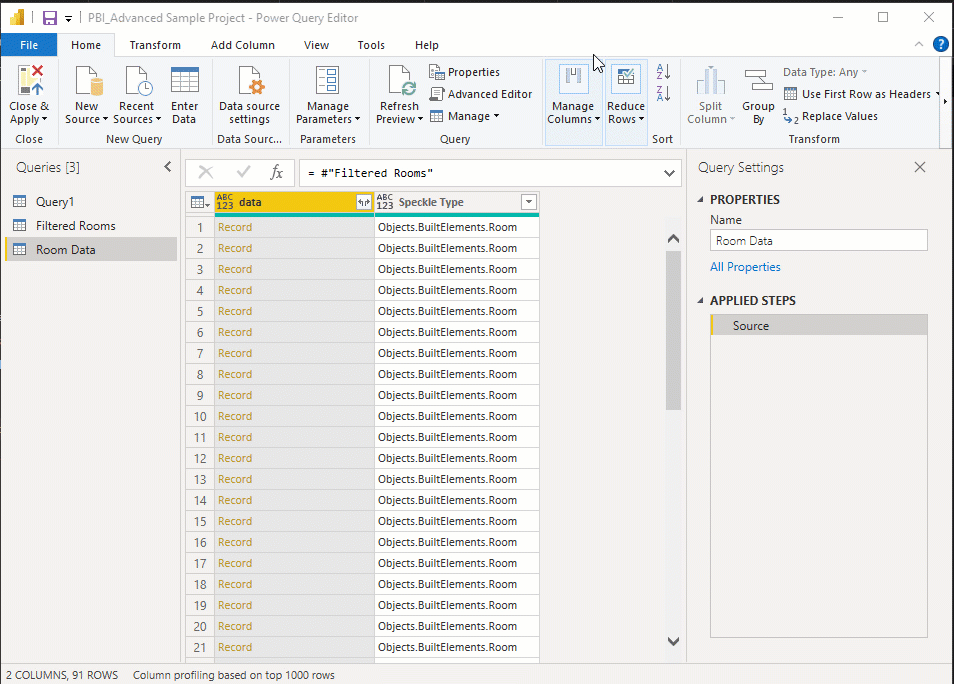 PBI_Advanced Sample Project - Power Query Editor
File Home Transform Add Column View Tools Help ?
Close & Apply
New Source
Recent Sources
Enter Data
Data source settings
Manage Parameters
Refresh Preview
Properties
Advanced Editor
Manage
Manage Columns
Reduce Rows
A Z
Z A
Split Column
Group By
Data Type: Any
Use First Row as Headers
1 2 Replace Values
Close New Query Data Sourc... Parameters Query Sort Transform
Queries [3]
Query1
Filtered Rooms
Room Data
fx = #"Filtered Rooms"
ABC 123 data ABC 123 Speckle Type
1 Record Objects.BuiltElements.Room
2 Record Objects.BuiltElements.Room
3 Record Objects.BuiltElements.Room
4 Record Objects.BuiltElements.Room
5 Record Objects.BuiltElements.Room
6 Record Objects.BuiltElements.Room
7 Record Objects.BuiltElements.Room
8 Record Objects.BuiltElements.Room
9 Record Objects.BuiltElements.Room
10 Record Objects.BuiltElements.Room
11 Record Objects.BuiltElements.Room
12 Record Objects.BuiltElements.Room
13 Record Objects.BuiltElements.Room
14 Record Objects.BuiltElements.Room
15 Record Objects.BuiltElements.Room
16 Record Objects.BuiltElements.Room
17 Record Objects.BuiltElements.Room
18 Record Objects.BuiltElements.Room
19 Record Objects.BuiltElements.Room
20 Record Objects.BuiltElements.Room
21 Record Objects.BuiltElements.Room
Query Settings
PROPERTIES
Name
Room Data
All Properties
APPLIED STEPS
Source
2 COLUMNS, 91 ROWS Column profiling based on top 1000 rows